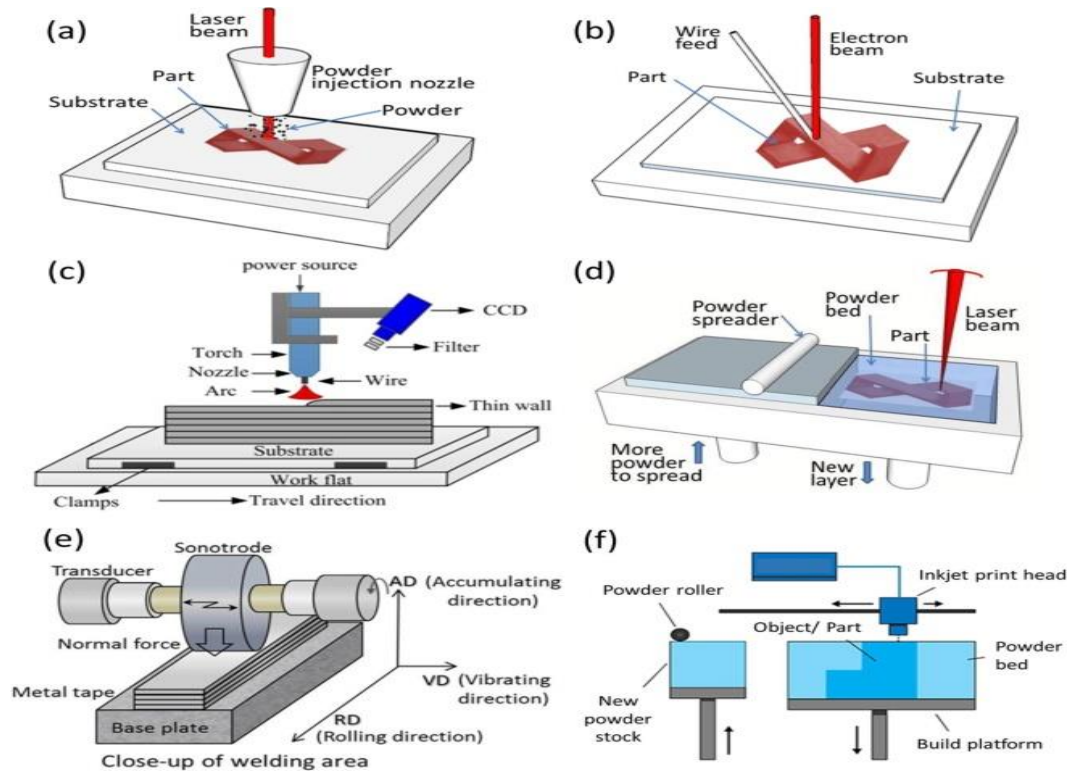 (a)
Laser
beam
Part
Substrate
Powder
injection nozzle
Powder
(b)
Wire
feed
Electron
beam
Part
Substrate
(c)
power source
CCD
Filter
Torch
Nozzle
Wire
Arc
Thin wall
Substrate
Work flat
Clamps
Travel direction
(d)
Powder
spreader
Powder
bed
Laser
beam
Part
More
powder
to spread
New
layer
(e)
Sonotrode
Transducer
AD (Accumulating
direction)
Normal force
VD (Vibrating
direction)
Metal tape
RD
(Rolling direction)
Base plate
Close-up of welding area
(f)
Powder roller
Inkjet print head
Object/ Part
Powder
bed
New
powder
stock
Build platform